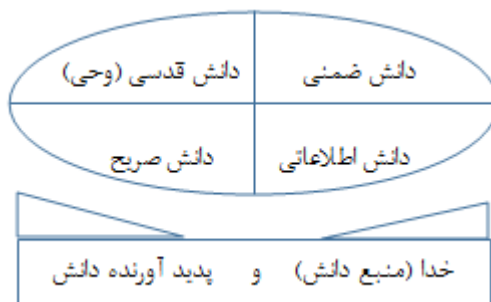 دانش ضمنی دانش قدسی (وحی)
دانش اطلاعاتی دانش صریح
خدا (منبع دانش) و پدید آورنده دانش